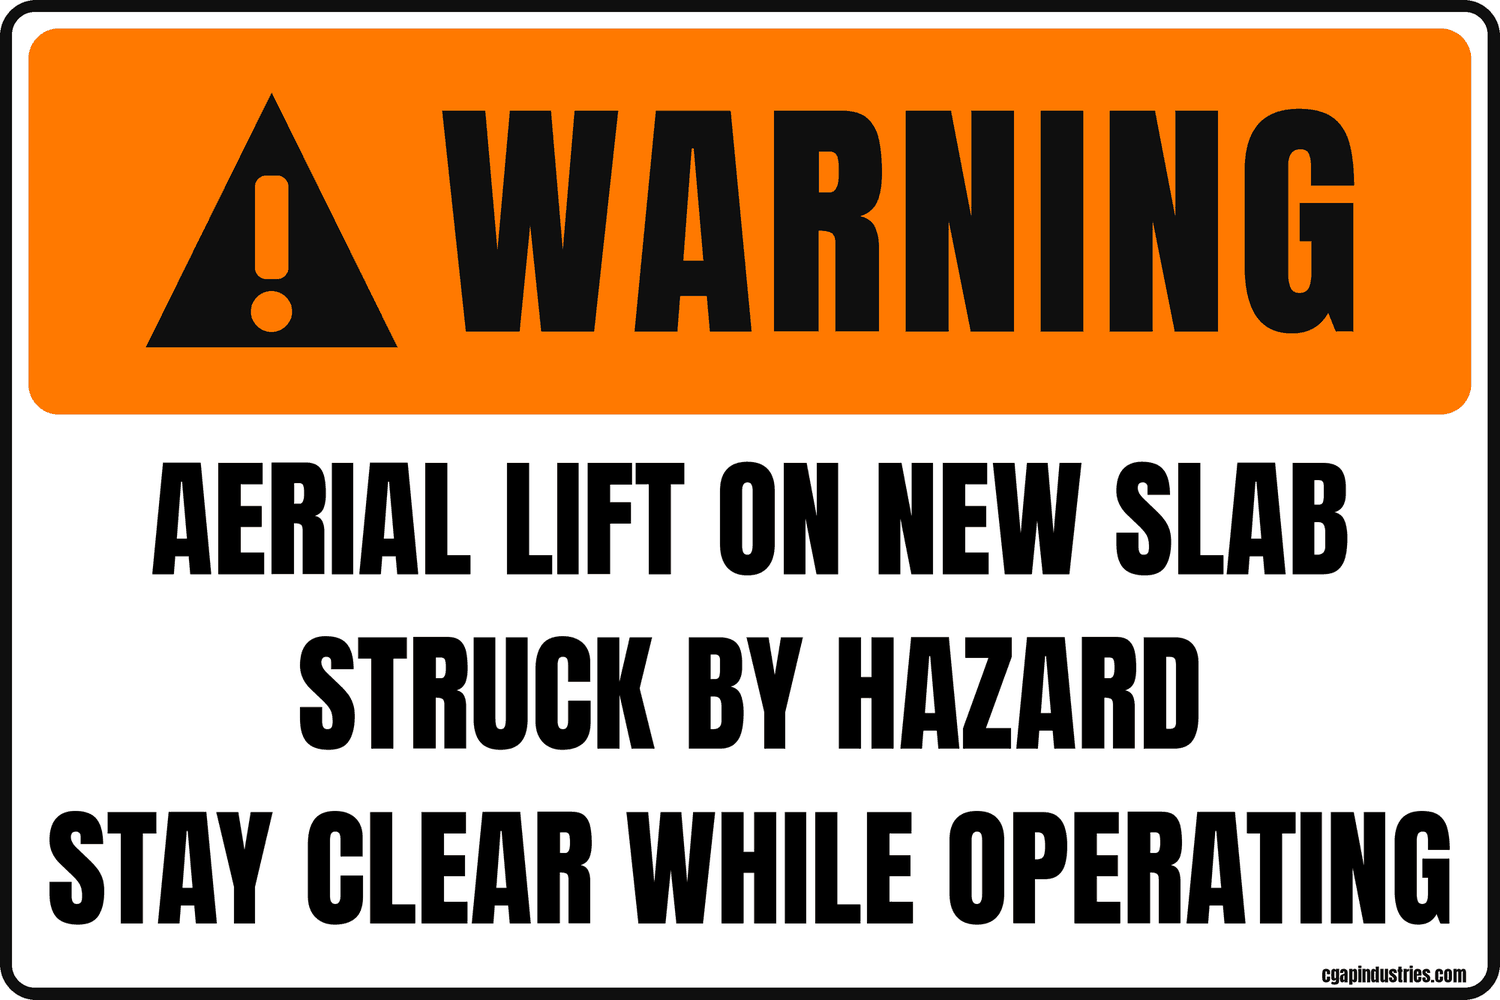 WARNING
AERIAL LIFT ON NEW SLAB
STRUCK BY HAZARD
STAY CLEAR WHILE OPERATING
cgapindustries.com